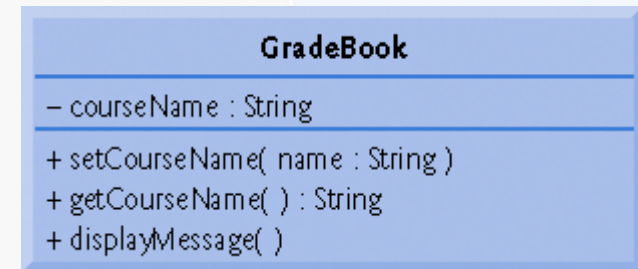 GradeBook
– courseName : String
+ setCourseName( name : String )
+ getCourseName( ) : String
+ displayMessage( )